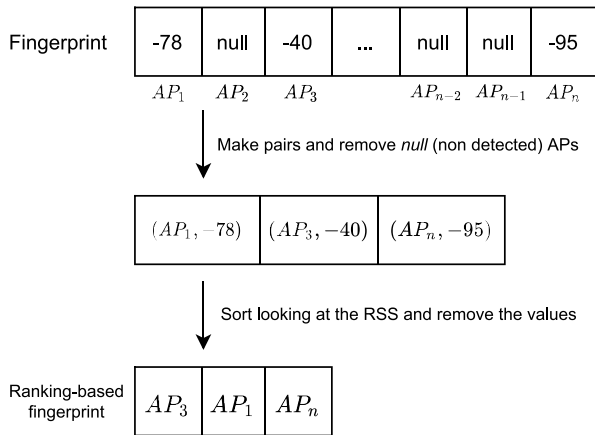 Fingerprint -78 null -40 ... null null -95
AP₁ AP₂ AP₃ APₙ₋₂ APₙ₋₁ APₙ
Make pairs and remove null (non detected) APs
(AP₁, −78) (AP₃, −40) (APₙ, −95)
Sort looking at the RSS and remove the values
Ranking-based
fingerprint
AP₃ AP₁ APₙ